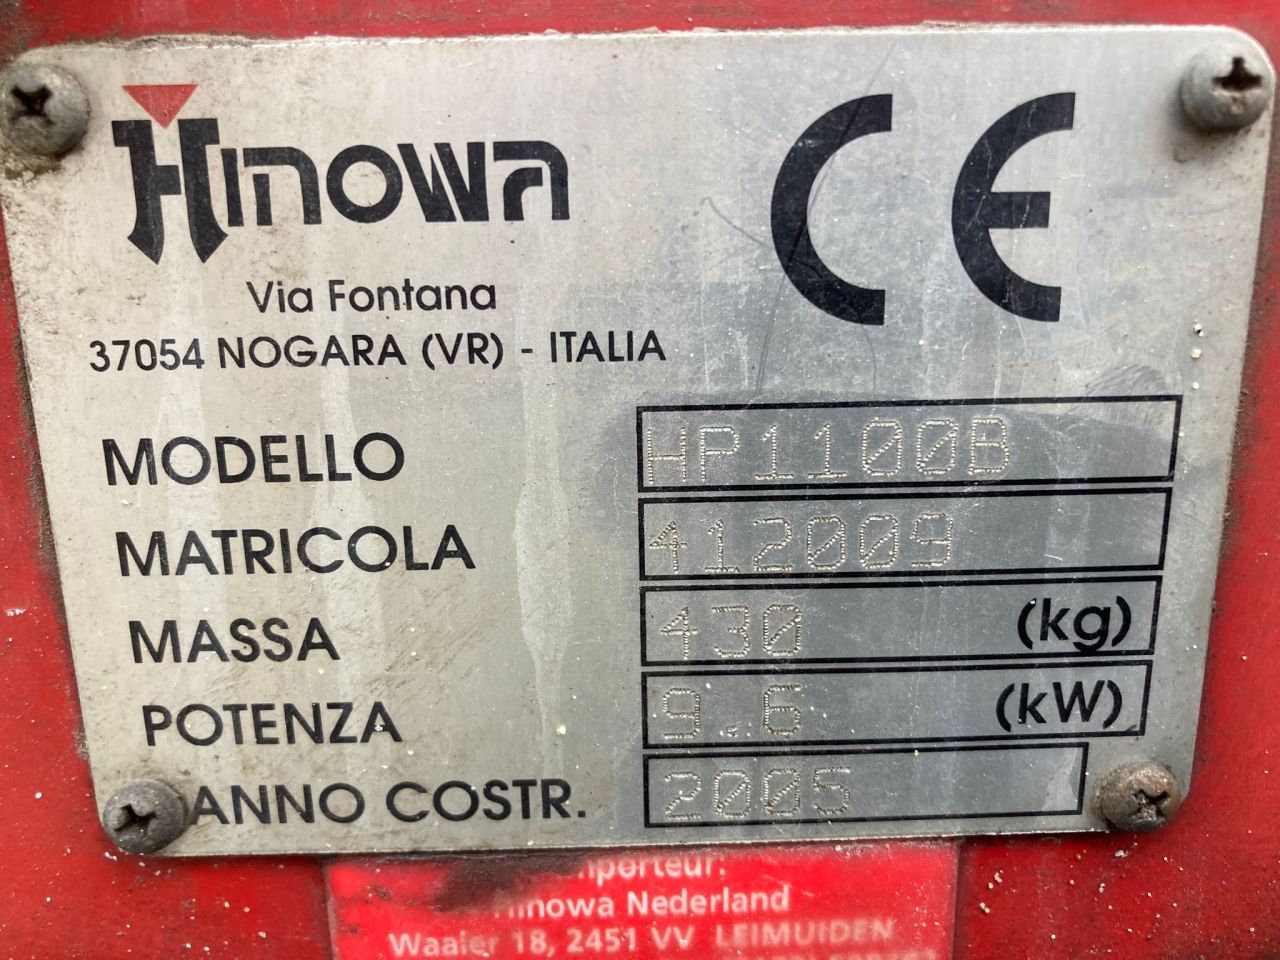 HINOWA
CE
Via Fontana
37054 NOGARA (VR) - ITALIA
MODELLO HP1100B
MATRICOLA 412009
MASSA 430 (kg)
POTENZA 9.6 (kW)
ANNO COSTR. 2005
Hinowa Nederland
Waaier 18, 2451 VV LEIMUIDEN